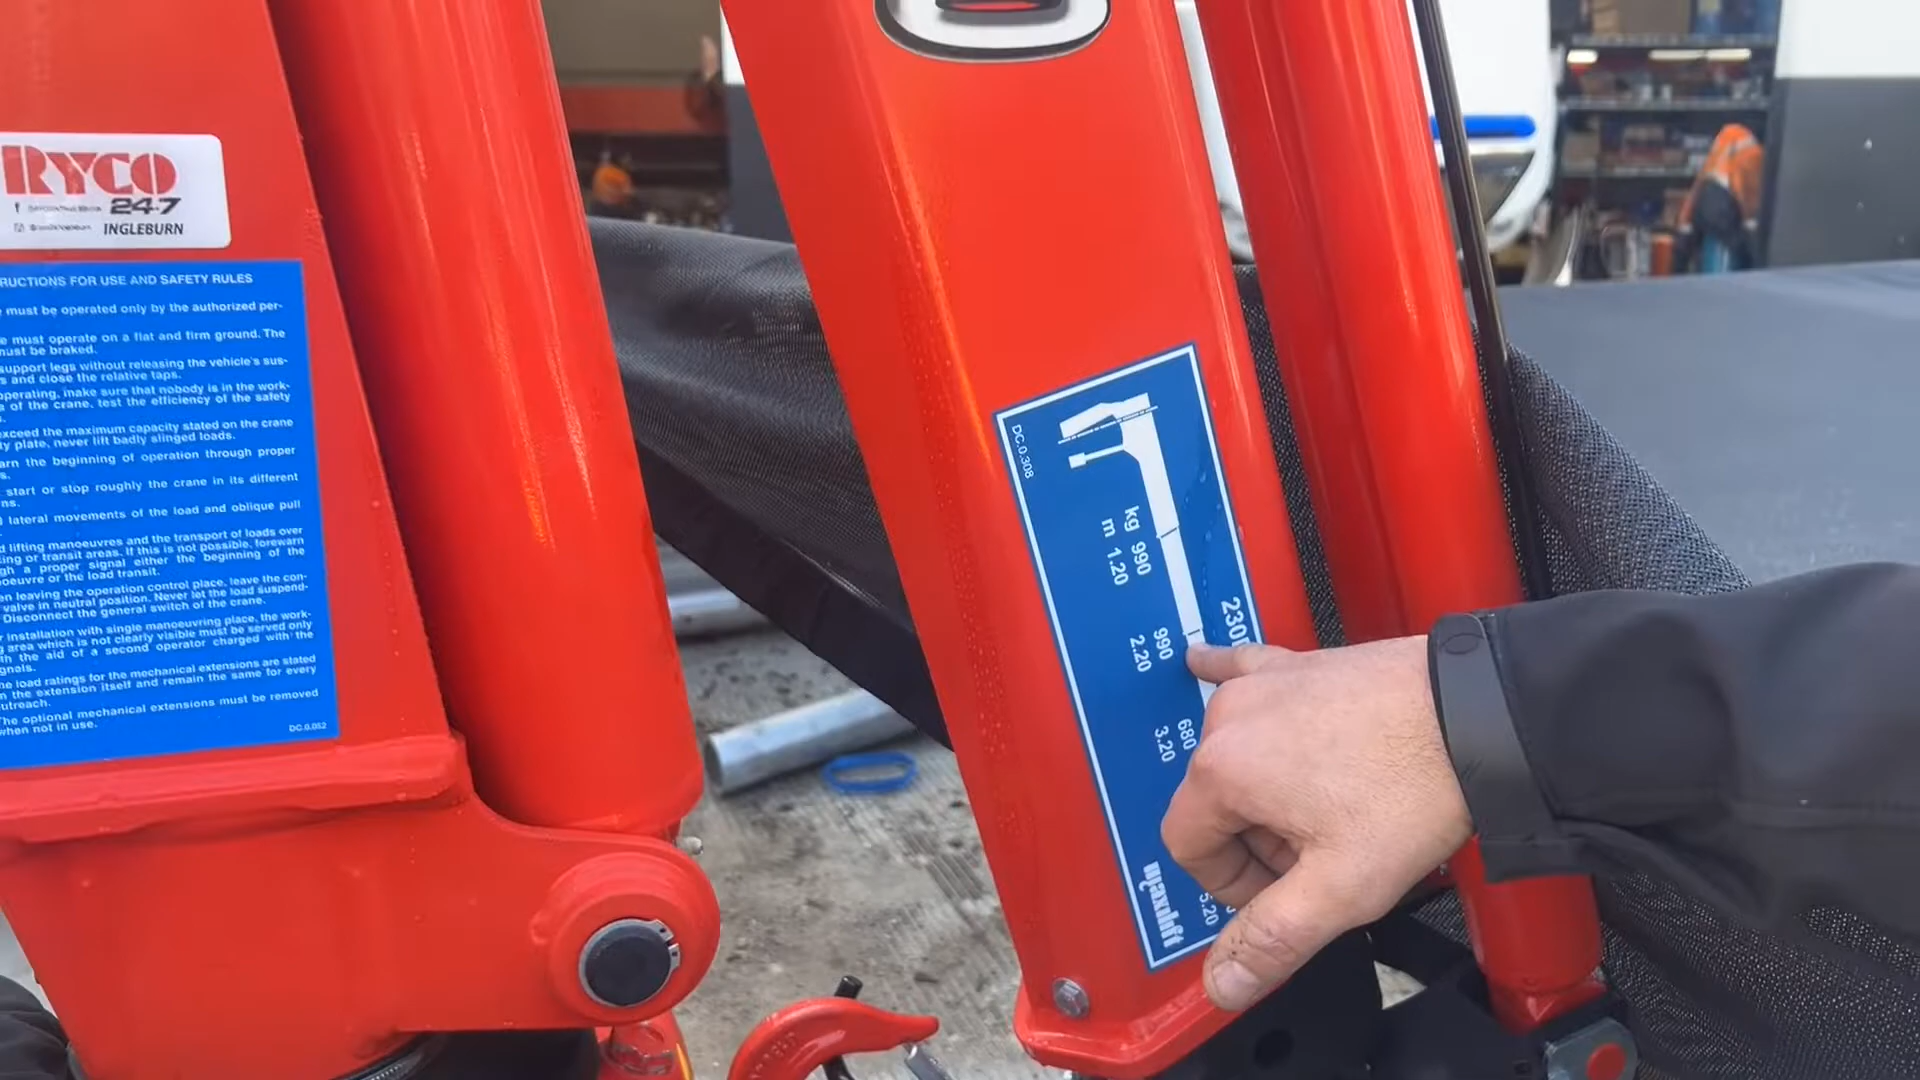 RYCO
24·7
INGLEBURN
RUCTIONS FOR USE AND SAFETY RULES
must be operated only by the authorized per-
must operate on a flat and firm ground. The
must be braked.
support legs without releasing the vehicle's sus-
s and close the relative taps.
operating, make sure that nobody is in the work-
of the crane, test the efficiency of the safety
exceed the maximum capacity stated on the crane
ty plate, never lift badly slinged loads.
arn the beginning of operation through proper
s.
start or stop roughly the crane in its different
ns.
lateral movements of the load and oblique pull
d lifting manoeuvres and the transport of loads over
ing or transit areas. If this is not possible, forewarn
gh a proper signal either the beginning of the
noeuvre or the load transit.
en leaving the operation control place, leave the con-
valve in neutral position. Never let the load suspend-
Disconnect the general switch of the crane.
r installation with single manoeuvring place, the work-
g area which is not clearly visible must be served only
th the aid of a second operator charged with the
gnals.
he load ratings for the mechanical extensions are stated
n the extension itself and remain the same for every
utreach.
The optional mechanical extensions must be removed
when not in use.
DC.0.052
DC.0.308
kg 990 990 680
m 1.20 2.20 3.20 5.20
230
maxilift